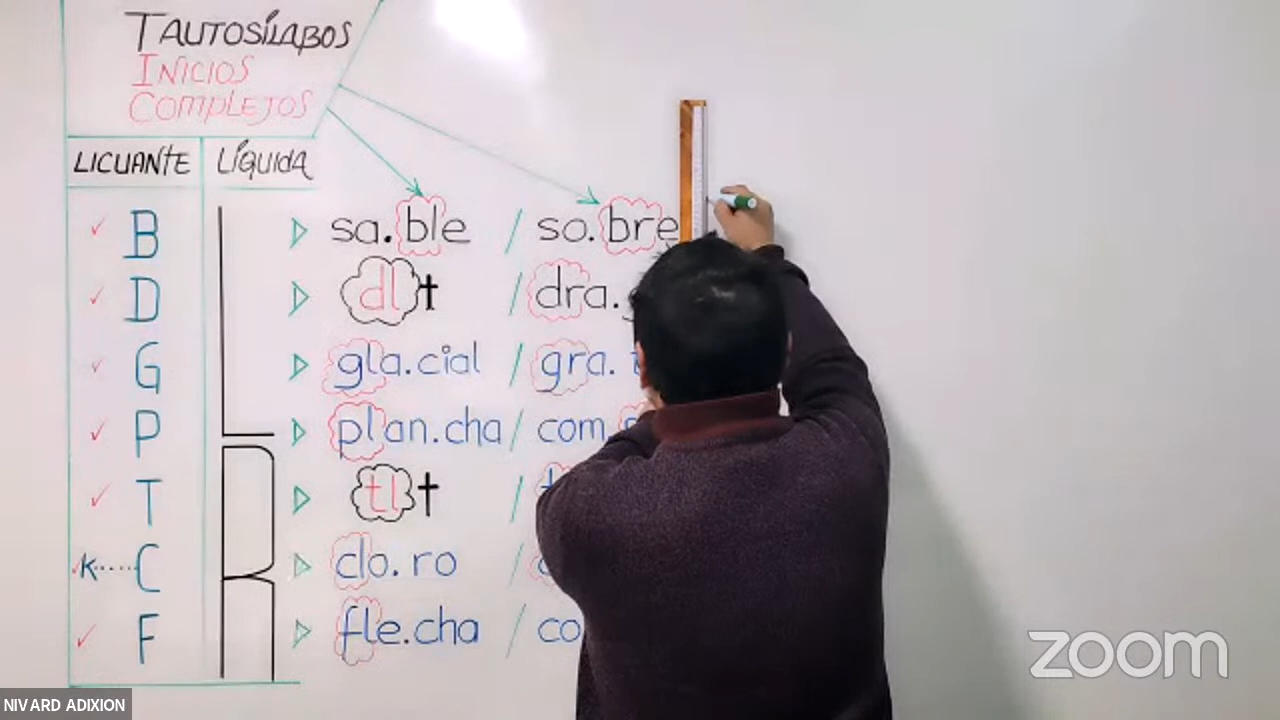 TAUTOSÍLABOS
INICIOS
COMPLEJOS
LICUANTE LÍQUIDA
B L sa.ble / so.bre
D dl† / dra.
G gla.cial / gra.
P plan.cha / com
T R tl† /
K.....C clo.ro /
F fle.cha / co
zoom
NIVARD ADIXION